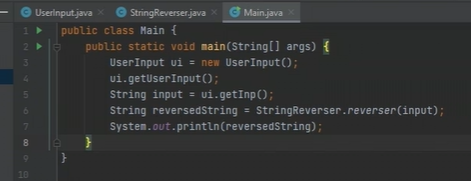 UserInput.java × StringReverser.java × Main.java ×
1 public class Main {
2 public static void main(String[] args) {
3 UserInput ui = new UserInput();
4 ui.getUserInput();
5 String input = ui.getInp();
6 String reversedString = StringReverser.reverser(input);
7 System.out.println(reversedString);
8 }
9 }
10